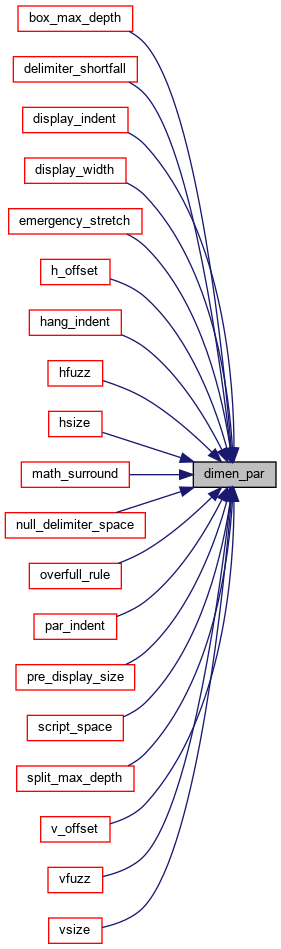 box_max_depth
delimiter_shortfall
display_indent
display_width
emergency_stretch
h_offset
hang_indent
hfuzz
hsize
math_surround
dimen_par
null_delimiter_space
overfull_rule
par_indent
pre_display_size
script_space
split_max_depth
v_offset
vfuzz
vsize